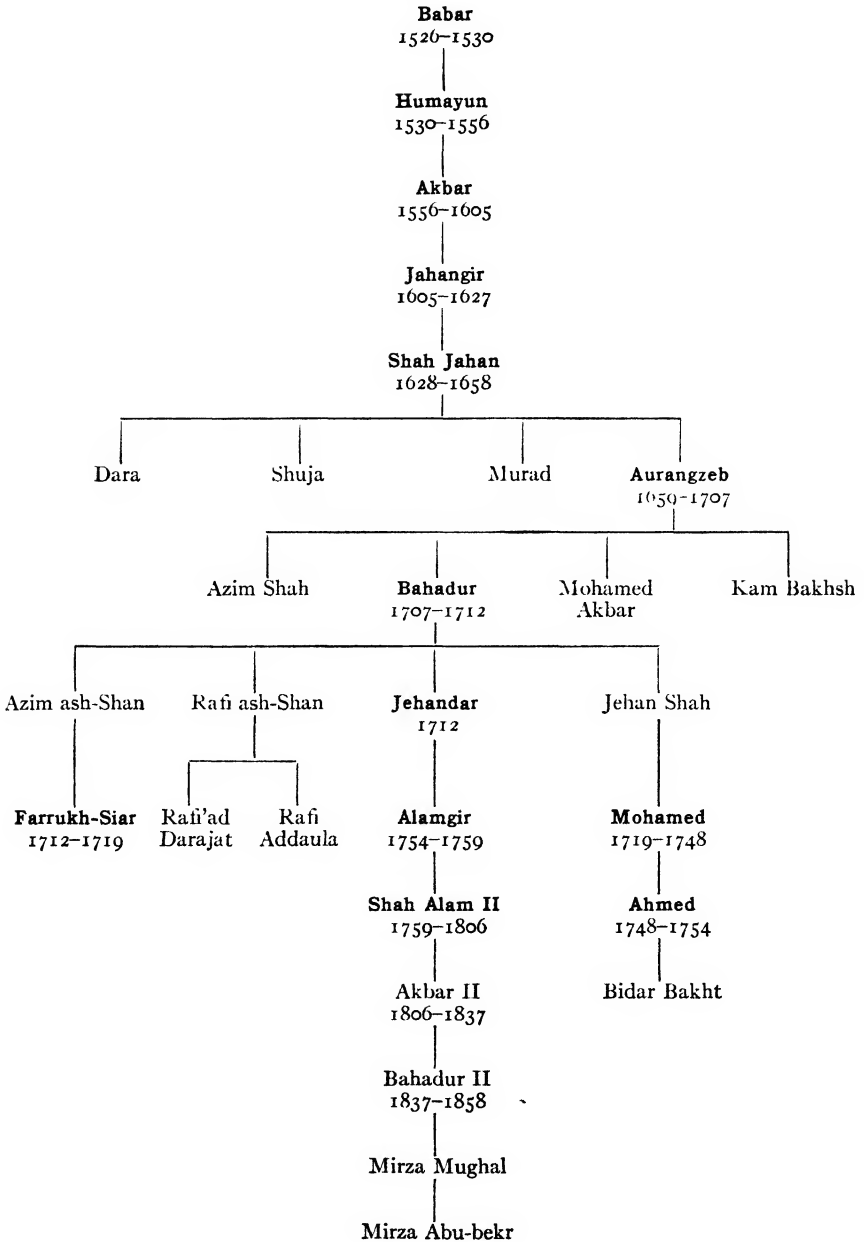 Babar
1526–1530
Humayun
1530–1556
Akbar
1556–1605
Jahangir
1605–1627
Shah Jahan
1628–1658
Dara Shuja Murad Aurangzeb
1659–1707
Azim Shah Bahadur Mohamed Kam Bakhsh
1707–1712 Akbar
Azim ash-Shan Rafi ash-Shan Jehandar Jehan Shah
1712
Farrukh-Siar Rafi'ad Rafi Alamgir Mohamed
1712–1719 Darajat Addaula 1754–1759 1719–1748
Shah Alam II Ahmed
1759–1806 1748–1754
Akbar II Bidar Bakht
1806–1837
Bahadur II
1837–1858
Mirza Mughal
Mirza Abu-bekr